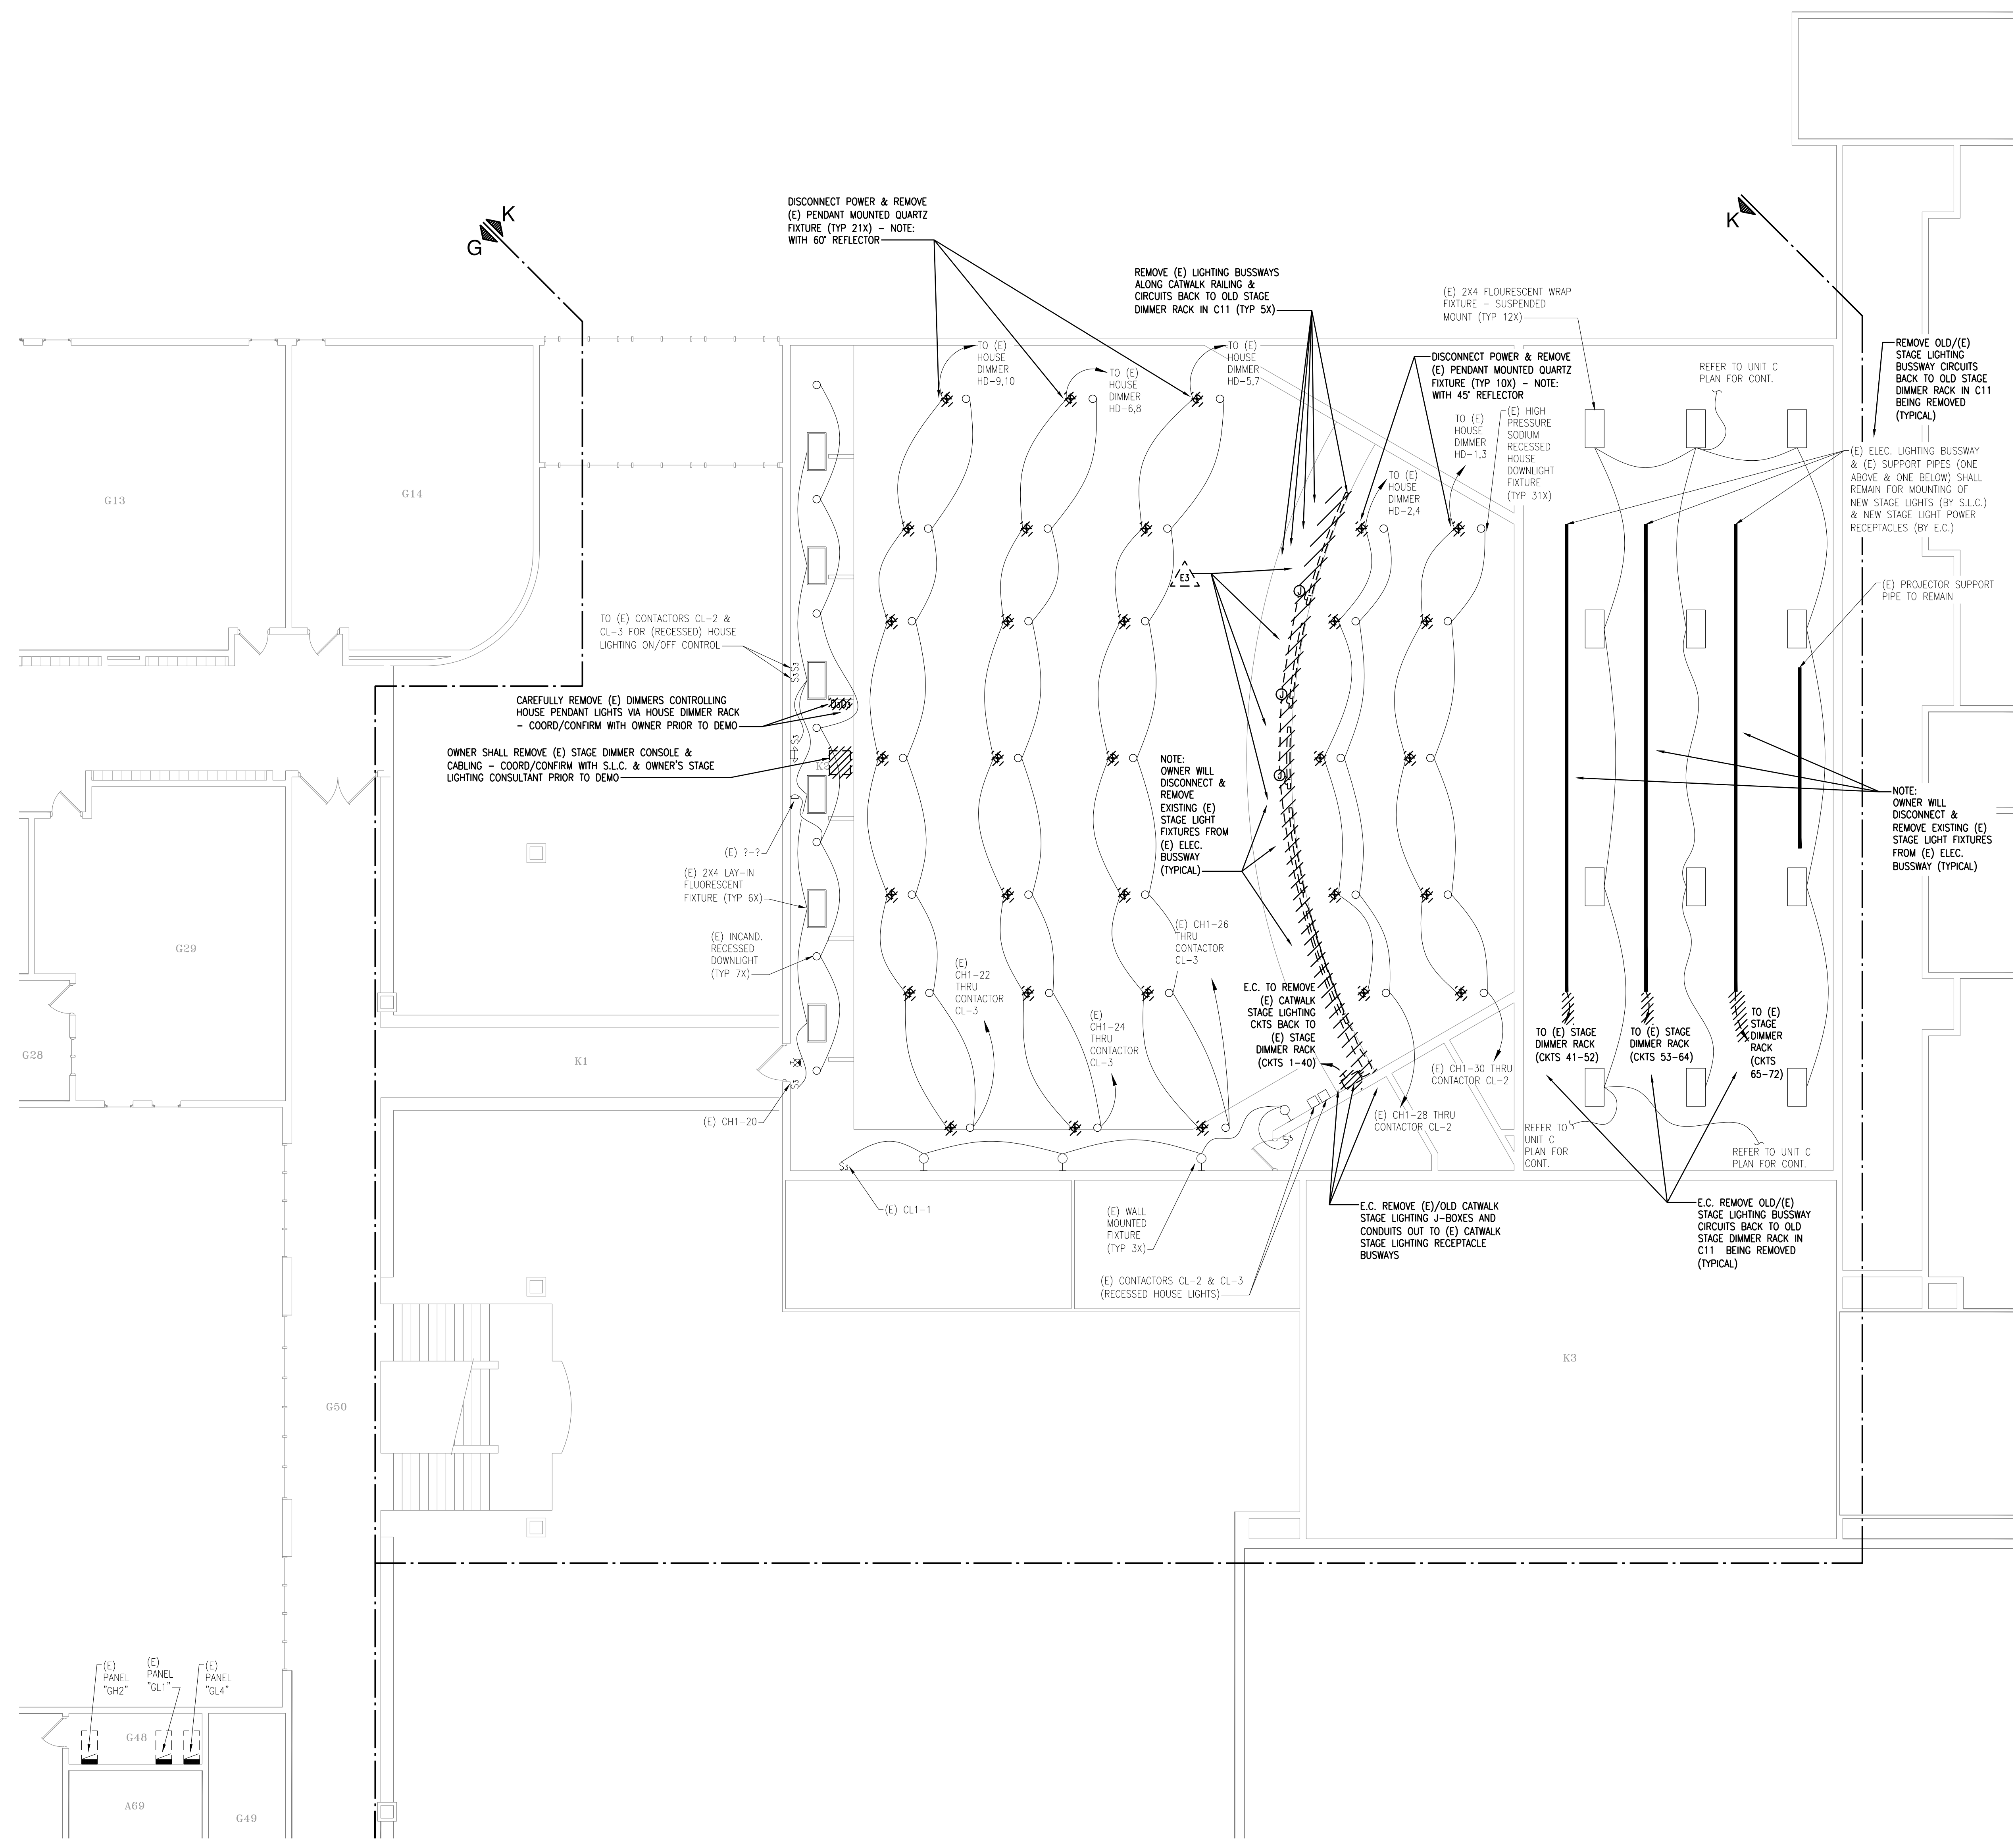 K
G
K
DISCONNECT POWER & REMOVE
(E) PENDANT MOUNTED QUARTZ
FIXTURE (TYP 21X) - NOTE:
WITH 60° REFLECTOR
REMOVE (E) LIGHTING BUSSWAYS
ALONG CATWALK RAILING &
CIRCUITS BACK TO OLD STAGE
DIMMER RACK IN C11 (TYP 5X)
(E) 2X4 FLOURESCENT WRAP
FIXTURE - SUSPENDED
MOUNT (TYP 12X)
TO (E)
HOUSE
DIMMER
HD-9,10
TO (E)
HOUSE
DIMMER
HD-6,8
TO (E)
HOUSE
DIMMER
HD-5,7
DISCONNECT POWER & REMOVE
(E) PENDANT MOUNTED QUARTZ
FIXTURE (TYP 10X) - NOTE:
WITH 45° REFLECTOR
TO (E)
HOUSE
DIMMER
HD-1,3
(E) HIGH
PRESSURE
SODIUM
RECESSED
HOUSE
DOWNLIGHT
FIXTURE
(TYP 31X)
TO (E)
HOUSE
DIMMER
HD-2,4
REFER TO UNIT C
PLAN FOR CONT.
REMOVE OLD/(E)
STAGE LIGHTING
BUSSWAY CIRCUITS
BACK TO OLD STAGE
DIMMER RACK IN C11
BEING REMOVED
(TYPICAL)
(E) ELEC. LIGHTING BUSSWAY
& (E) SUPPORT PIPES (ONE
ABOVE & ONE BELOW) SHALL
REMAIN FOR MOUNTING OF
NEW STAGE LIGHTS (BY S.L.C.)
& NEW STAGE LIGHT POWER
RECEPTACLES (BY E.C.)
G13
G14
E3
J
J
J
(E) PROJECTOR SUPPORT
PIPE TO REMAIN
TO (E) CONTACTORS CL-2 &
CL-3 FOR (RECESSED) HOUSE
LIGHTING ON/OFF CONTROL
S3S3
CAREFULLY REMOVE (E) DIMMERS CONTROLLING
HOUSE PENDANT LIGHTS VIA HOUSE DIMMER RACK
- COORD/CONFIRM WITH OWNER PRIOR TO DEMO
D3D3
S3
OWNER SHALL REMOVE (E) STAGE DIMMER CONSOLE &
CABLING - COORD/CONFIRM WITH S.L.C. & OWNER'S STAGE
LIGHTING CONSULTANT PRIOR TO DEMO
NOTE:
OWNER WILL
DISCONNECT &
REMOVE
EXISTING (E)
STAGE LIGHT
FIXTURES FROM
(E) ELEC.
BUSSWAY
(TYPICAL)
NOTE:
OWNER WILL
DISCONNECT &
REMOVE EXISTING (E)
STAGE LIGHT FIXTURES
FROM (E) ELEC.
BUSSWAY (TYPICAL)
(E) ?-?
(E) 2X4 LAY-IN
FLUORESCENT
FIXTURE (TYP 6X)
(E) INCAND.
RECESSED
DOWNLIGHT
(TYP 7X)
G29
(E)
CH1-22
THRU
CONTACTOR
CL-3
(E) CH1-26
THRU
CONTACTOR
CL-3
(E)
CH1-24
THRU
CONTACTOR
CL-3
E.C. TO REMOVE
(E) CATWALK
STAGE LIGHTING
CKTS BACK TO
(E) STAGE
DIMMER RACK
(CKTS 1-40)
TO (E) STAGE
DIMMER RACK
(CKTS 41-52)
TO (E) STAGE
DIMMER RACK
(CKTS 53-64)
TO (E)
STAGE
DIMMER
RACK
(CKTS
65-72)
G28
K1
S3
(E) CH1-20
(E) CH1-30 THRU
CONTACTOR CL-2
(E) CH1-28 THRU
CONTACTOR CL-2
S3
S3
REFER TO
UNIT C
PLAN FOR
CONT.
REFER TO UNIT C
PLAN FOR CONT.
(E) CL1-1
(E) WALL
MOUNTED
FIXTURE
(TYP 3X)
E.C. REMOVE (E)/OLD CATWALK
STAGE LIGHTING J-BOXES AND
CONDUITS OUT TO (E) CATWALK
STAGE LIGHTING RECEPTACLE
BUSWAYS
E.C. REMOVE OLD/(E)
STAGE LIGHTING BUSSWAY
CIRCUITS BACK TO OLD
STAGE DIMMER RACK IN
C11 BEING REMOVED
(TYPICAL)
(E) CONTACTORS CL-2 & CL-3
(RECESSED HOUSE LIGHTS)
K3
G50
(E)
PANEL
"GH2"
(E)
PANEL
"GL1"
(E)
PANEL
"GL4"
G48
A69
G49